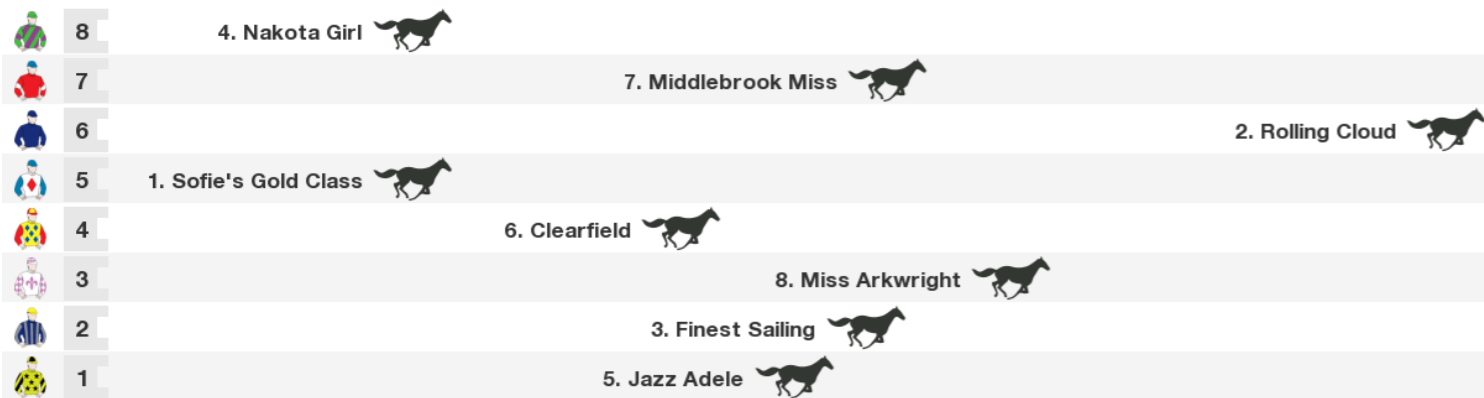 8 4. Nakota Girl
7 7. Middlebrook Miss
6 2. Rolling Cloud
5 1. Sofie's Gold Class
4 6. Clearfield
3 8. Miss Arkwright
2 3. Finest Sailing
1 5. Jazz Adele